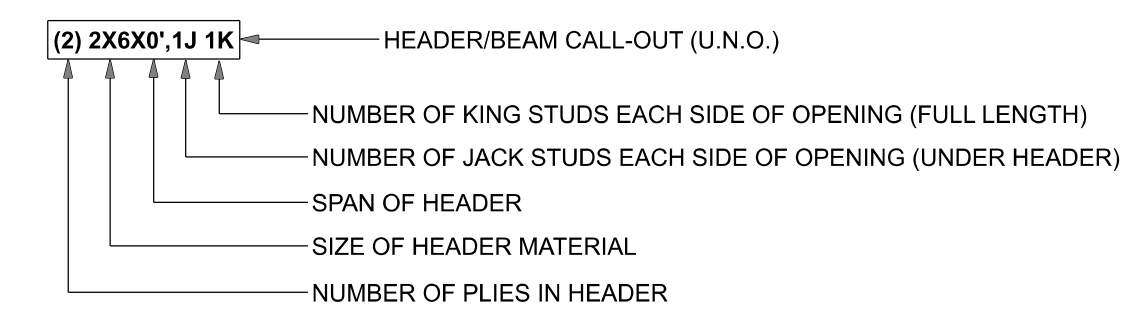 (2) 2X6X0',1J 1K HEADER/BEAM CALL-OUT (U.N.O.)
NUMBER OF KING STUDS EACH SIDE OF OPENING (FULL LENGTH)
NUMBER OF JACK STUDS EACH SIDE OF OPENING (UNDER HEADER)
SPAN OF HEADER
SIZE OF HEADER MATERIAL
NUMBER OF PLIES IN HEADER